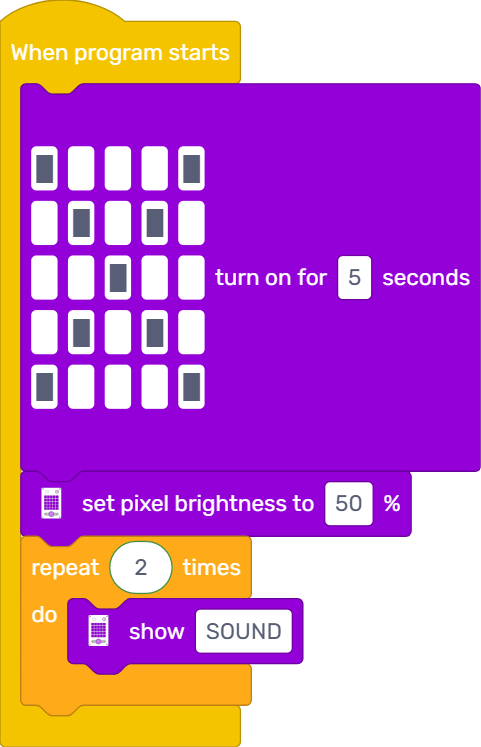 When program starts
turn on for 5 seconds
set pixel brightness to 50 %
repeat 2 times
do
show SOUND